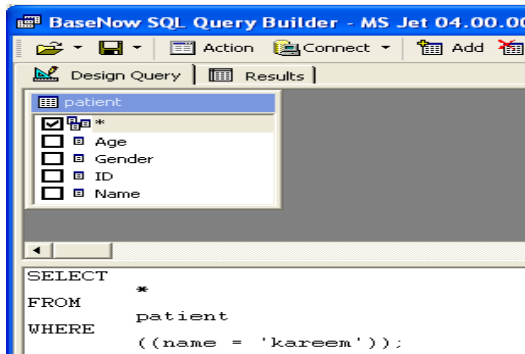 BaseNow SQL Query Builder - MS Jet 04.00.00
Action Connect Add
Design Query Results
patient
*
Age
Gender
ID
Name
SELECT
*
FROM
patient
WHERE
((name = 'kareem'));